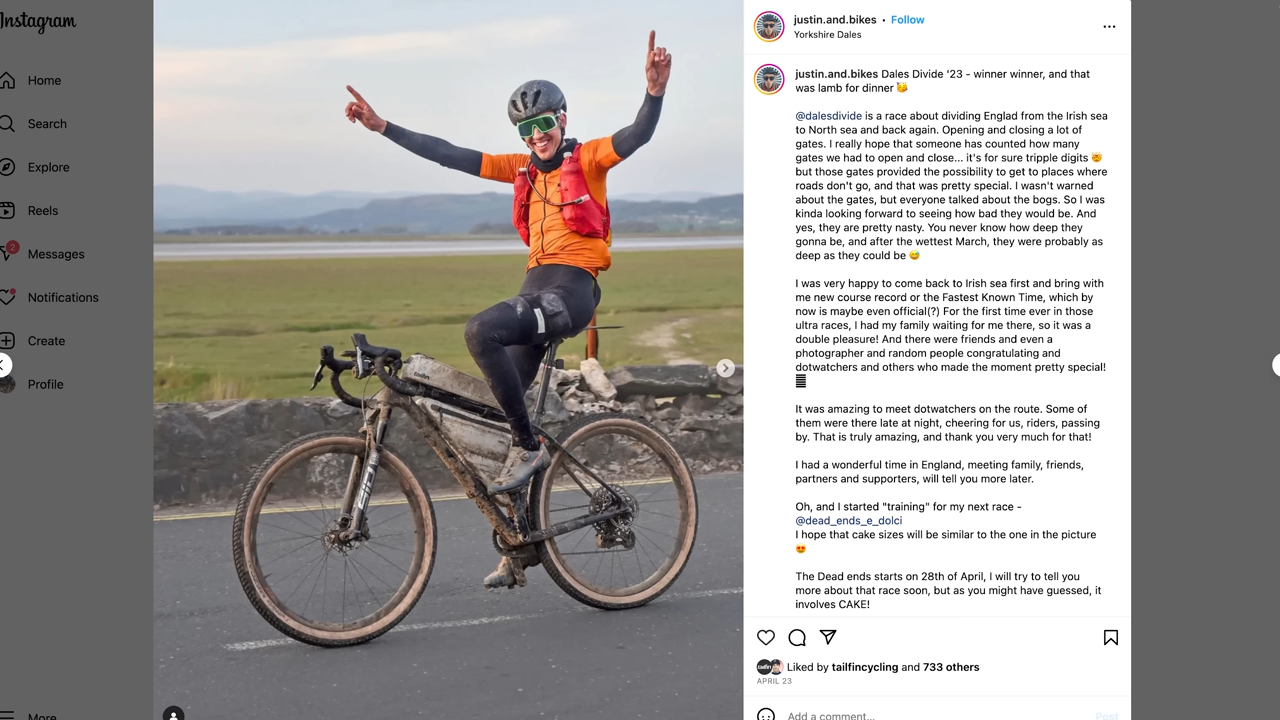 Instagram
Home
Search
Explore
Reels
2
Messages
Notifications
Create
Profile
More
justin.and.bikes • Follow
Yorkshire Dales
justin.and.bikes Dales Divide '23 - winner winner, and that
was lamb for dinner 🥳
@dalesdivide is a race about dividing Englad from the Irish sea
to North sea and back again. Opening and closing a lot of
gates. I really hope that someone has counted how many
gates we had to open and close... it's for sure tripple digits 🤯
but those gates provided the possibility to get to places where
roads don't go, and that was pretty special. I wasn't warned
about the gates, but everyone talked about the bogs. So I was
kinda looking forward to seeing how bad they would be. And
yes, they are pretty nasty. You never know how deep they
gonna be, and after the wettest March, they were probably as
deep as they could be 😅
I was very happy to come back to Irish sea first and bring with
me new course record or the Fastest Known Time, which by
now is maybe even official(?) For the first time ever in those
ultra races, I had my family waiting for me there, so it was a
double pleasure! And there were friends and even a
photographer and random people congratulating and
dotwatchers and others who made the moment pretty special!
It was amazing to meet dotwatchers on the route. Some of
them were there late at night, cheering for us, riders, passing
by. That is truly amazing, and thank you very much for that!
I had a wonderful time in England, meeting family, friends,
partners and supporters, will tell you more later.
Oh, and I started "training" for my next race -
@dead_ends_e_dolci
I hope that cake sizes will be similar to the one in the picture
😍
The Dead ends starts on 28th of April, I will try to tell you
more about that race soon, but as you might have guessed, it
involves CAKE!
Liked by tailfincycling and 733 others
APRIL 23
Add a comment...
Post